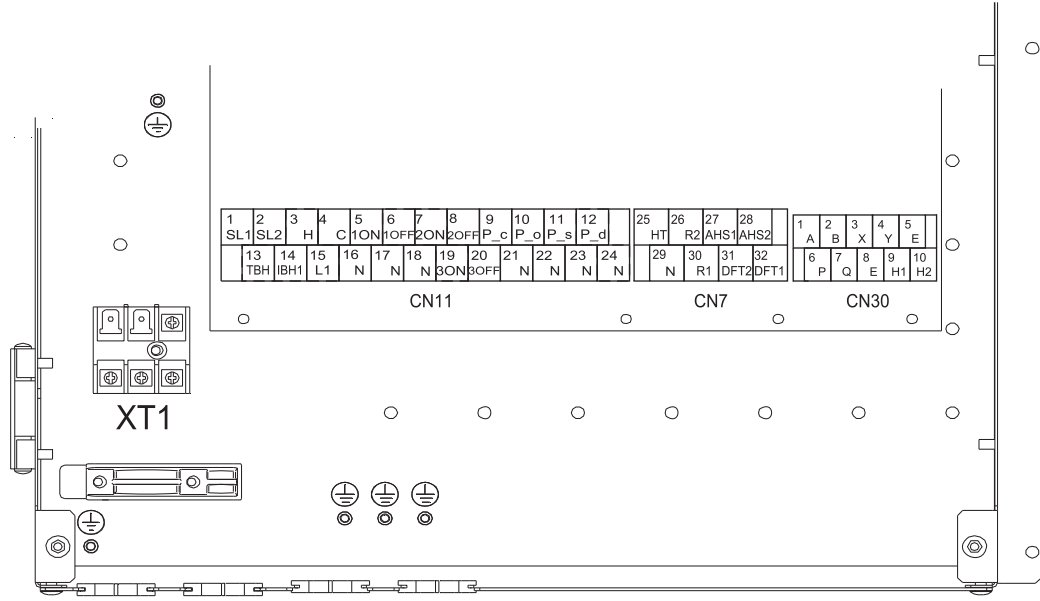 1 2 3 4 5 6 7 8 9 10 11 12
SL1 SL2 H C 1ON 1OFF 2ON 2OFF P_c P_o P_s P_d
13 14 15 16 17 18 19 20 21 22 23 24
TBH IBH1 L1 N N N 3ON 3OFF N N N N
CN11
25 26 27 28
HT R2 AHS1 AHS2
29 30 31 32
N R1 DFT2 DFT1
CN7
1 2 3 4 5
A B X Y E
6 7 8 9 10
P Q E H1 H2
CN30
XT1